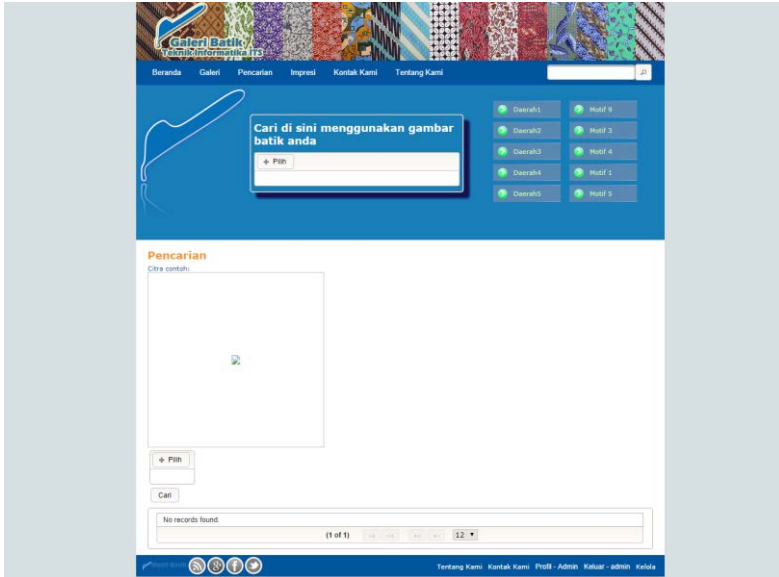 Galeri Batik
Teknik Informatika ITS
Beranda Galeri Pencarian Impresi Kontak Kami Tentang Kami
Cari di sini menggunakan gambar
batik anda
+ Pilih
Daerah1 Motif 9
Daerah2 Motif 3
Daerah3 Motif 4
Daerah4 Motif 1
Daerah5 Motif 5
Pencarian
Citra contoh:
+ Pilih
Cari
No records found.
(1 of 1) 12
Tentang Kami Kontak Kami Profil - Admin Keluar - admin Kelola